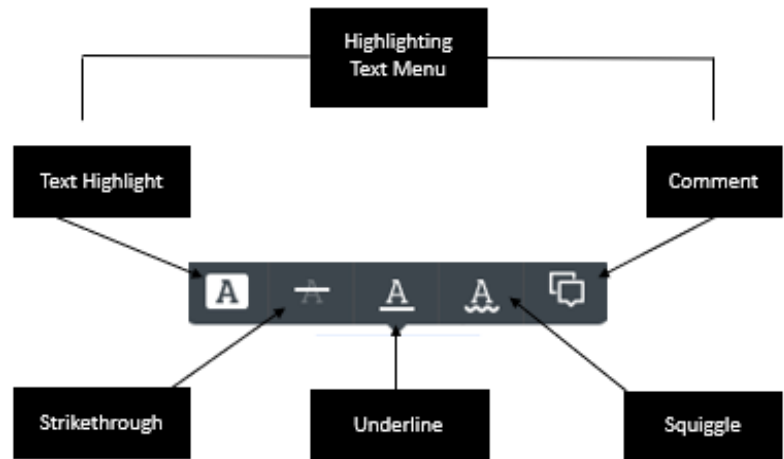 Highlighting
Text Menu
Text Highlight
Comment
A A A A
Strikethrough
Underline
Squiggle